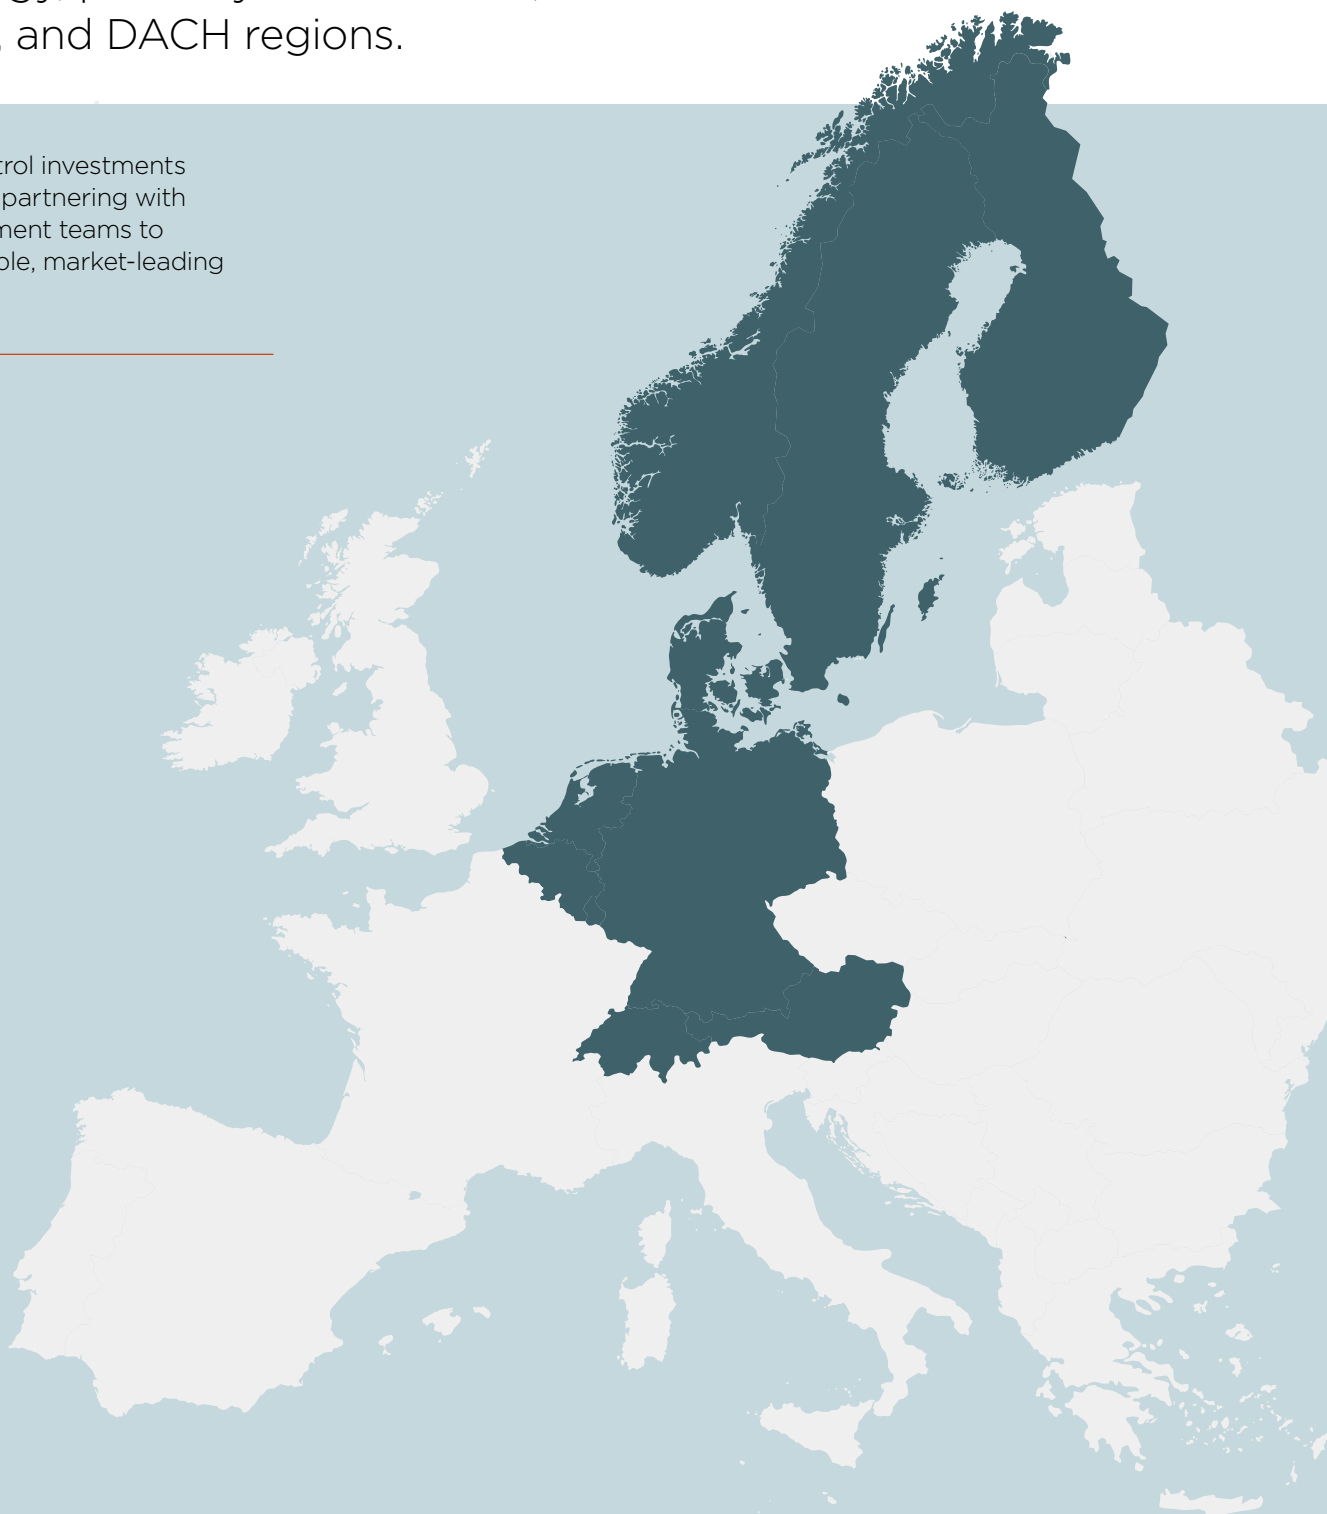 and DACH regions.
trol investments
partnering with
ment teams to
ble, market-leading